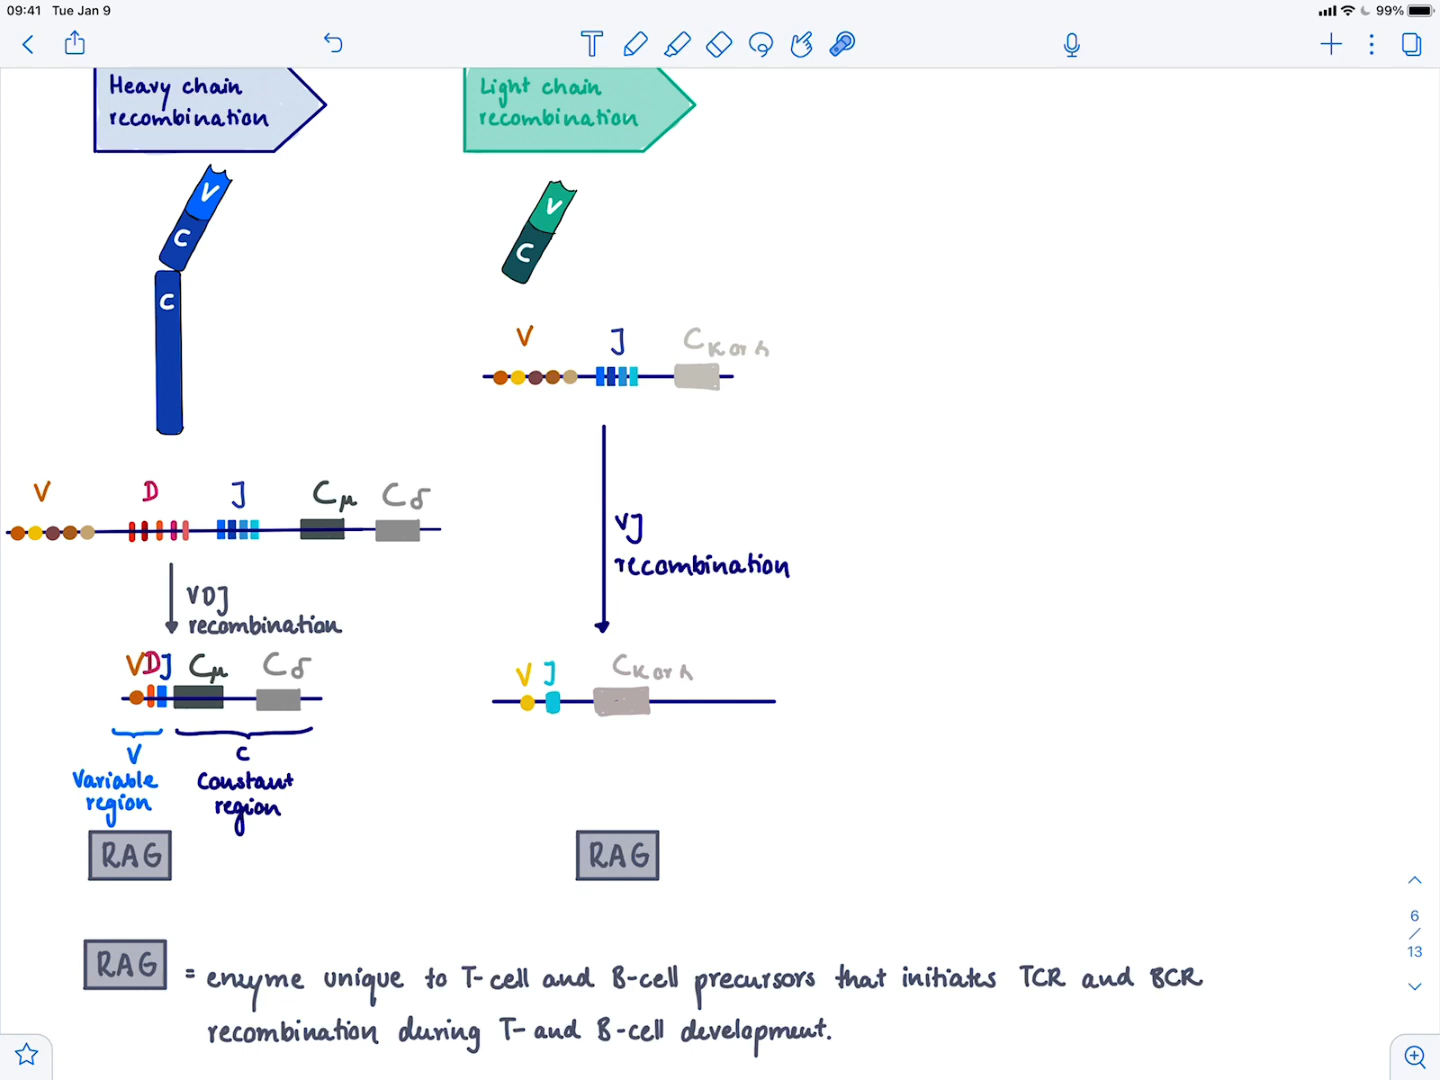 09:41 Tue Jan 9
99%
Heavy chain
recombination
Light chain
recombination
V
C
C
V
C
V J Cκ or λ
V D J Cμ Cδ
VJ
recombination
VDJ
recombination
VDJ Cμ Cδ
V J Cκ or λ
V
Variable
region
C
Constant
region
RAG
RAG
6
/
13
RAG = enzyme unique to T-cell and B-cell precursors that initiates TCR and BCR
recombination during T- and B-cell development.